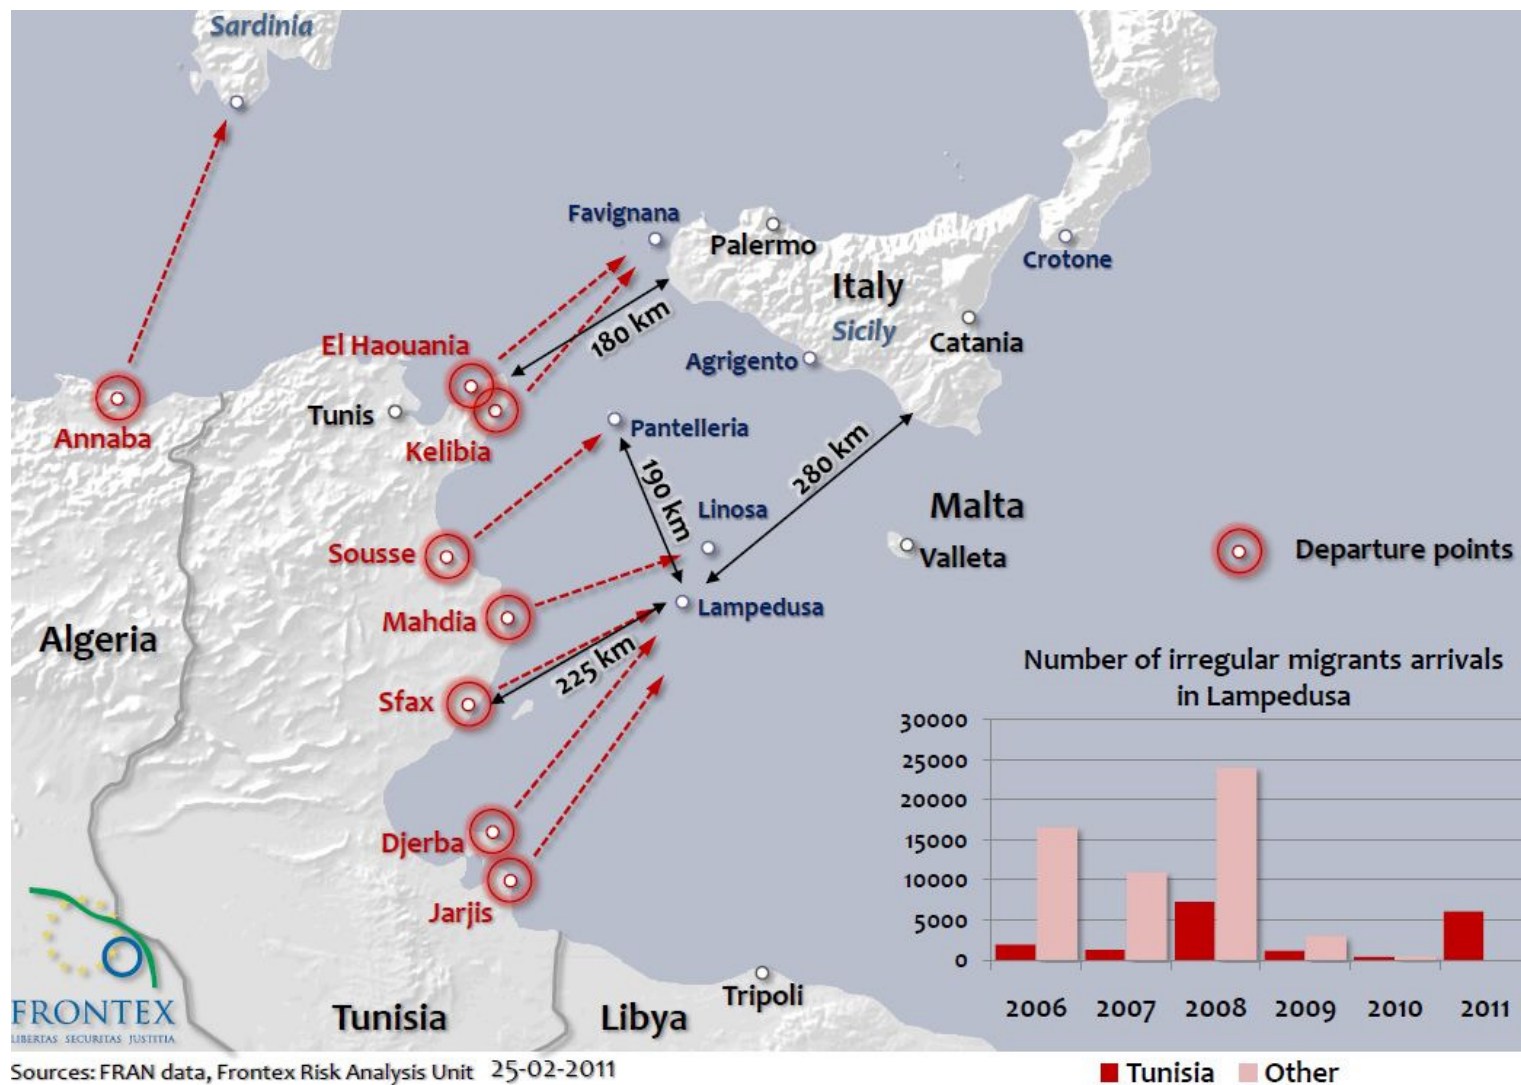 Sardinia
Favignana
Palermo
Italy
Sicily
Crotone
Catania
180 km
El Haouania
Agrigento
Annaba
Tunis
Kelibia
Pantelleria
190 km
280 km
Linosa
Malta
Valleta
Departure points
Sousse
Mahdia
Lampedusa
Algeria
225 km
Sfax
Djerba
Jarjis
Number of irregular migrants arrivals
in Lampedusa
30000
25000
20000
15000
10000
5000
0
2006 2007 2008 2009 2010 2011
Tunisia Other
Tripoli
Tunisia
Libya
FRONTEX
LIBERTAS SECURITAS JUSTITIA
Sources: FRAN data, Frontex Risk Analysis Unit 25-02-2011